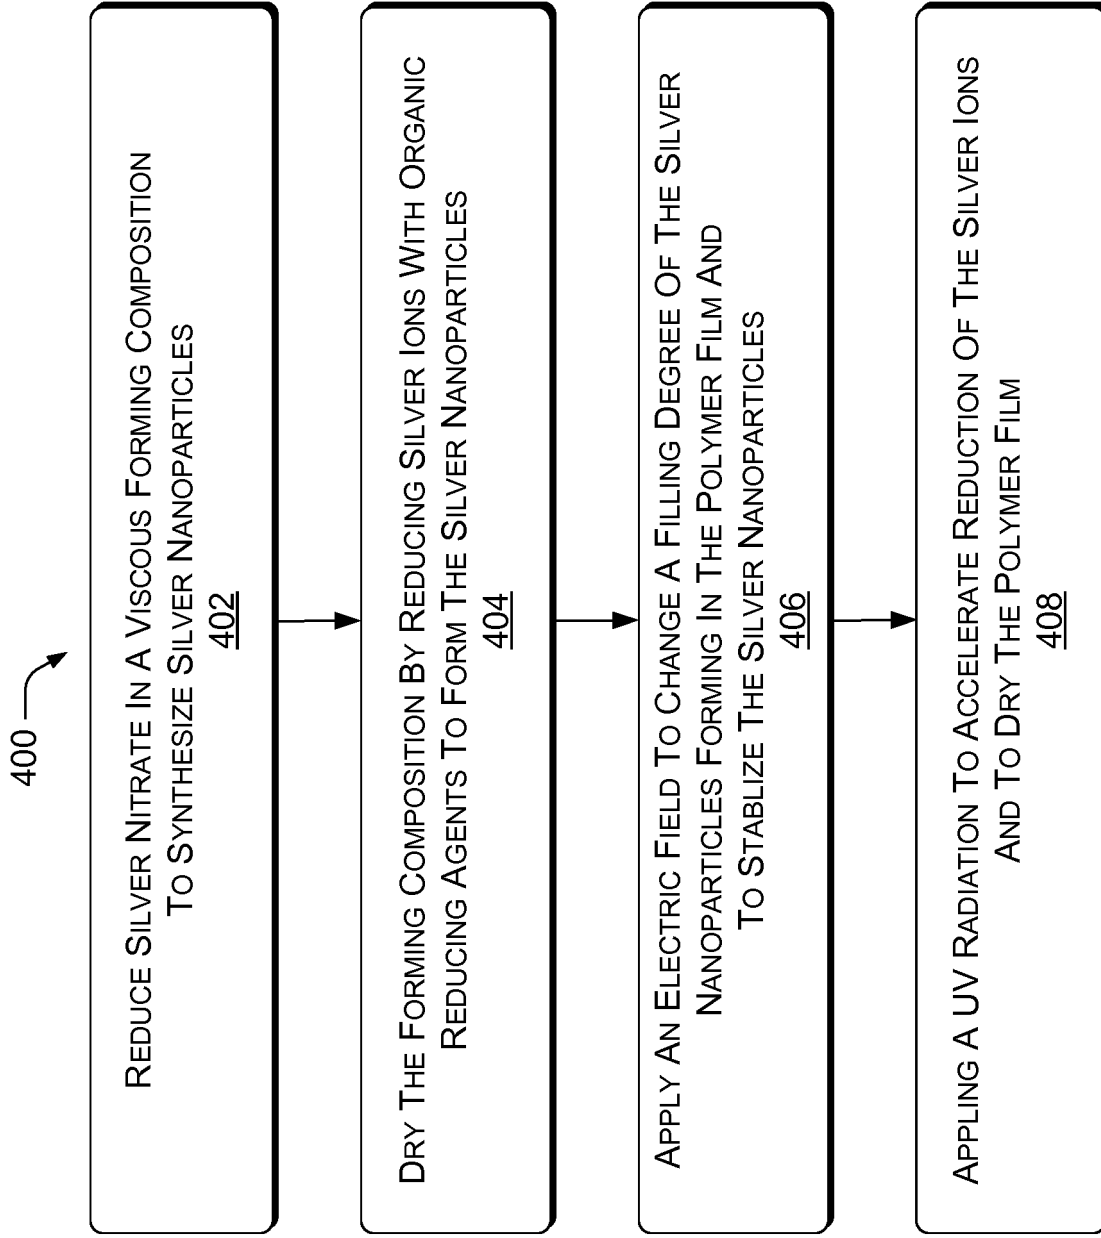 400
REDUCE SILVER NITRATE IN A VISCOUS FORMING COMPOSITION
TO SYNTHESIZE SILVER NANOPARTICLES
402
DRY THE FORMING COMPOSITION BY REDUCING SILVER IONS WITH ORGANIC
REDUCING AGENTS TO FORM THE SILVER NANOPARTICLES
404
APPLY AN ELECTRIC FIELD TO CHANGE A FILLING DEGREE OF THE SILVER
NANOPARTICLES FORMING IN THE POLYMER FILM AND
TO STABLIZE THE SILVER NANOPARTICLES
406
APPLING A UV RADIATION TO ACCELERATE REDUCTION OF THE SILVER IONS
AND TO DRY THE POLYMER FILM
408